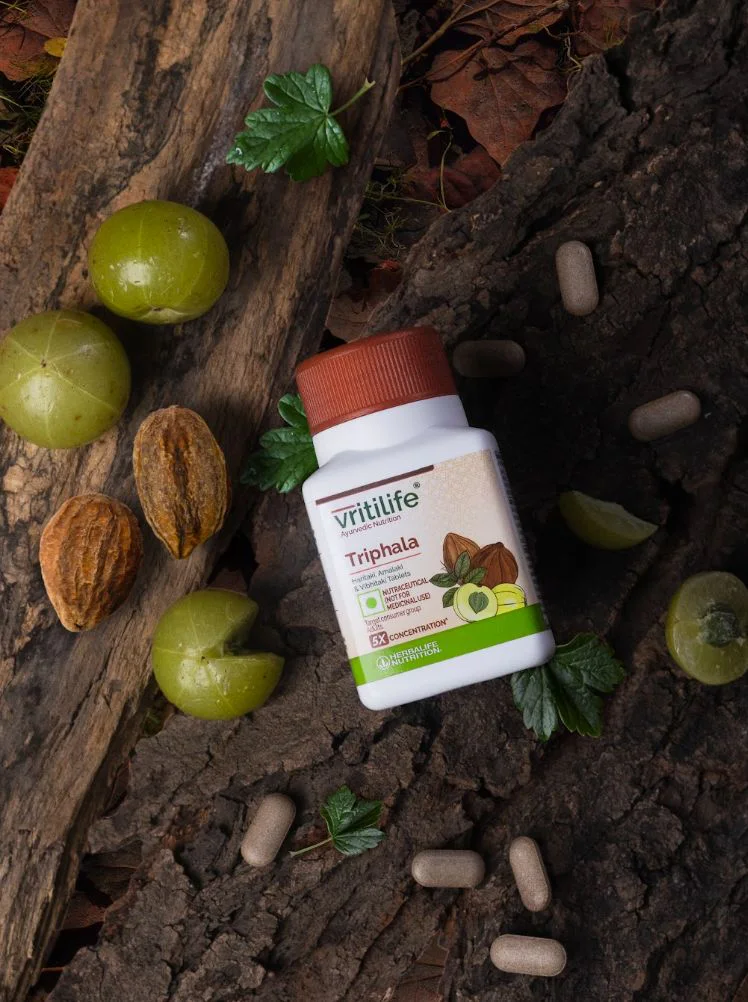 vritilife®
Ayurvedic Nutrition
Triphala
Haritaki, Amalaki
& Vibhitaki Tablets
NUTRACEUTICAL
(NOT FOR
MEDICINAL USE)
Target consumer group:
Adults
5X CONCENTRATION*
HERBALIFE
NUTRITION.